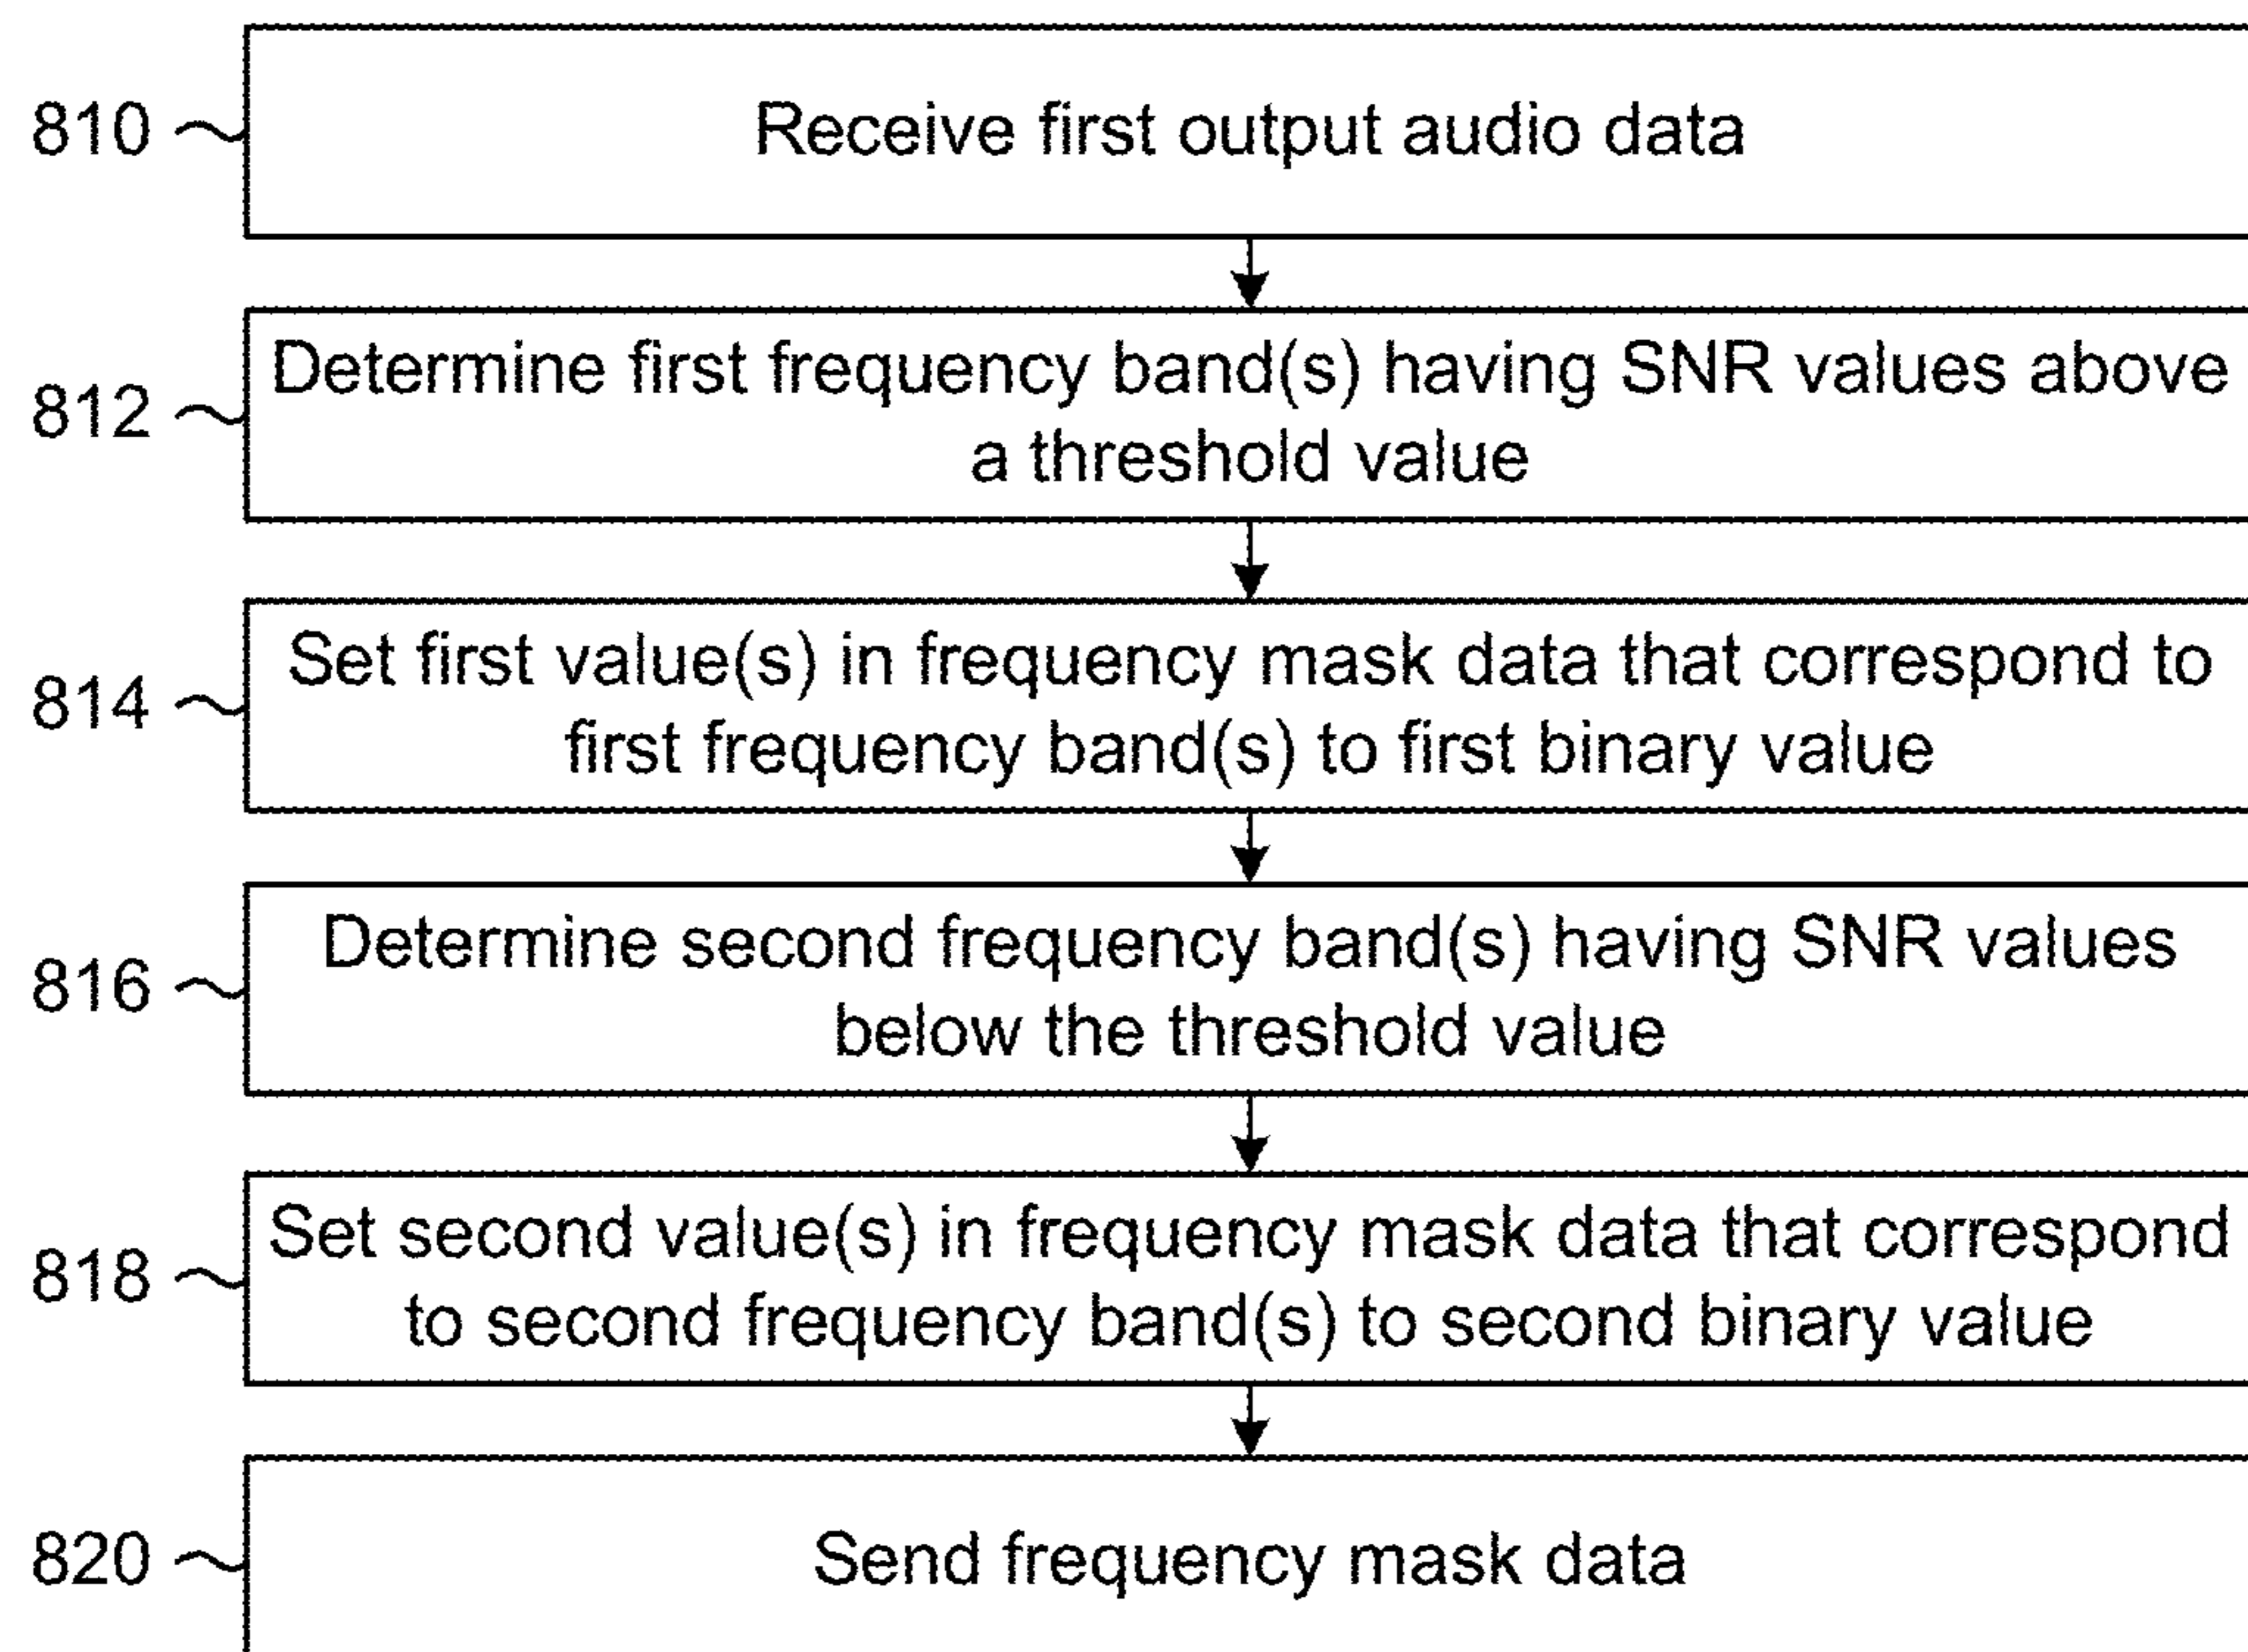 810
Receive first output audio data
812
Determine first frequency band(s) having SNR values above
a threshold value
814
Set first value(s) in frequency mask data that correspond to
first frequency band(s) to first binary value
816
Determine second frequency band(s) having SNR values
below the threshold value
818
Set second value(s) in frequency mask data that correspond
to second frequency band(s) to second binary value
820
Send frequency mask data